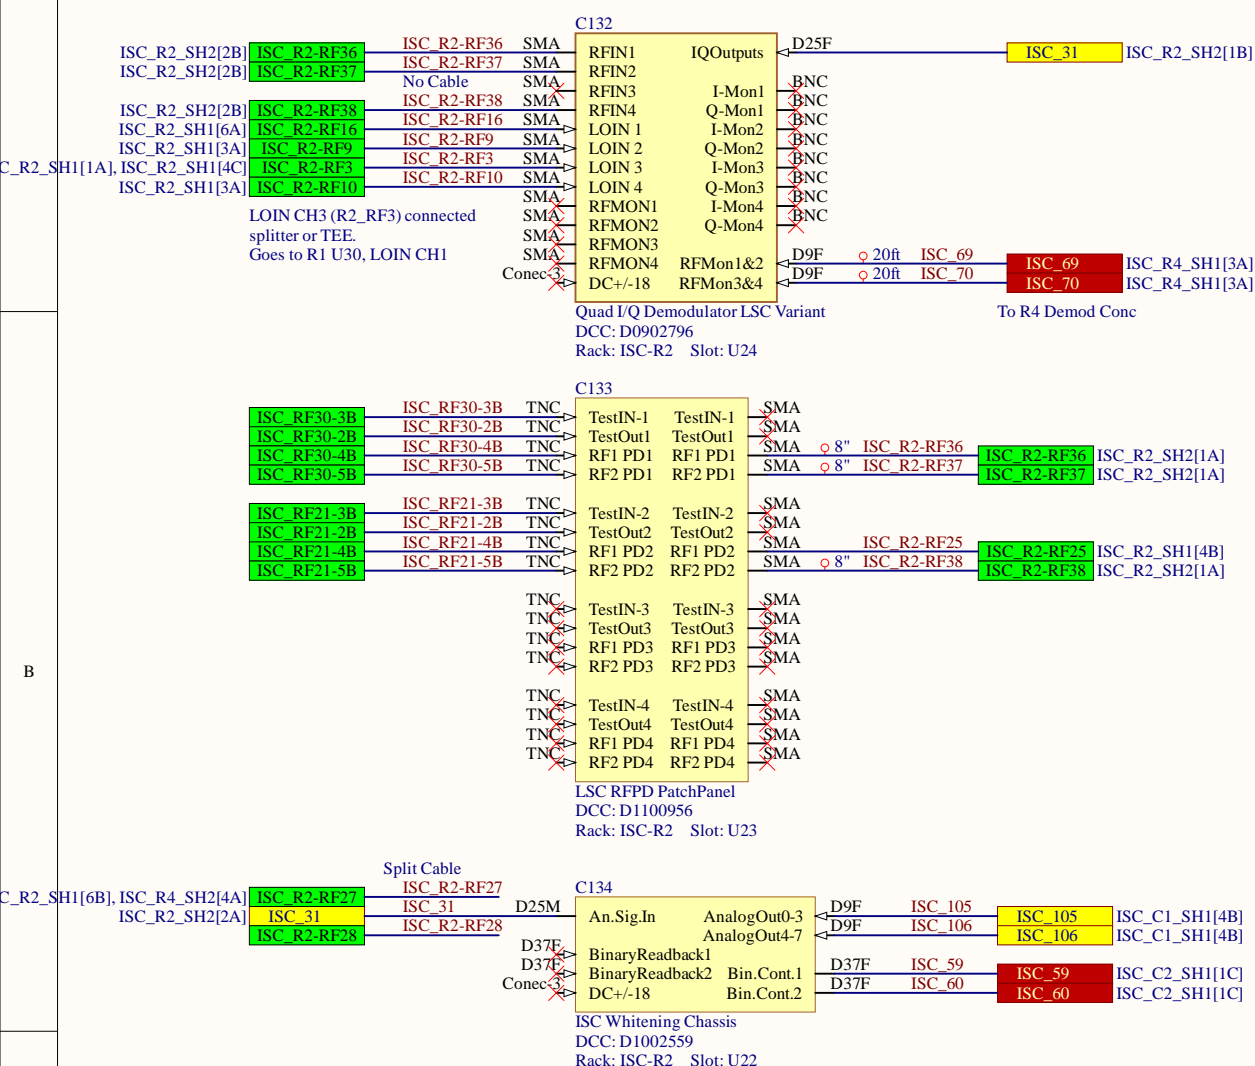 C132
ISC_R2_SH2[2B] ISC_R2-RF36 ISC_R2-RF36 SMA RFIN1 IQOutputs D25F ISC_31 ISC_R2_SH2[1B]
ISC_R2_SH2[2B] ISC_R2-RF37 ISC_R2-RF37 SMA RFIN2
No Cable SMA RFIN3 I-Mon1 BNC
ISC_R2_SH2[2B] ISC_R2-RF38 ISC_R2-RF38 SMA RFIN4 Q-Mon1 BNC
ISC_R2_SH1[6A] ISC_R2-RF16 ISC_R2-RF16 SMA LOIN 1 I-Mon2 BNC
ISC_R2_SH1[3A] ISC_R2-RF9 ISC_R2-RF9 SMA LOIN 2 Q-Mon2 BNC
C_R2_SH1[1A], ISC_R2_SH1[4C] ISC_R2-RF3 ISC_R2-RF3 SMA LOIN 3 I-Mon3 BNC
ISC_R2_SH1[3A] ISC_R2-RF10 ISC_R2-RF10 SMA LOIN 4 Q-Mon3 BNC
SMA RFMON1 I-Mon4 BNC
SMA RFMON2 Q-Mon4 BNC
SMA RFMON3
SMA RFMON4 RFMon1&2 D9F 20ft ISC_69 ISC_69 ISC_R4_SH1[3A]
Conec-3 DC+/-18 RFMon3&4 D9F 20ft ISC_70 ISC_70 ISC_R4_SH1[3A]
LOIN CH3 (R2_RF3) connected
splitter or TEE.
Goes to R1 U30, LOIN CH1
To R4 Demod Conc
Quad I/Q Demodulator LSC Variant
DCC: D0902796
Rack: ISC-R2 Slot: U24
C133
ISC_RF30-3B ISC_RF30-3B TNC TestIN-1 TestIN-1 SMA
ISC_RF30-2B ISC_RF30-2B TNC TestOut1 TestOut1 SMA
ISC_RF30-4B ISC_RF30-4B TNC RF1 PD1 RF1 PD1 SMA 8" ISC_R2-RF36 ISC_R2-RF36 ISC_R2_SH2[1A]
ISC_RF30-5B ISC_RF30-5B TNC RF2 PD1 RF2 PD1 SMA 8" ISC_R2-RF37 ISC_R2-RF37 ISC_R2_SH2[1A]
ISC_RF21-3B ISC_RF21-3B TNC TestIN-2 TestIN-2 SMA
ISC_RF21-2B ISC_RF21-2B TNC TestOut2 TestOut2 SMA
ISC_RF21-4B ISC_RF21-4B TNC RF1 PD2 RF1 PD2 SMA ISC_R2-RF25 ISC_R2-RF25 ISC_R2_SH1[4B]
ISC_RF21-5B ISC_RF21-5B TNC RF2 PD2 RF2 PD2 SMA 8" ISC_R2-RF38 ISC_R2-RF38 ISC_R2_SH2[1A]
TNC TestIN-3 TestIN-3 SMA
TNC TestOut3 TestOut3 SMA
TNC RF1 PD3 RF1 PD3 SMA
TNC RF2 PD3 RF2 PD3 SMA
B
TNC TestIN-4 TestIN-4 SMA
TNC TestOut4 TestOut4 SMA
TNC RF1 PD4 RF1 PD4 SMA
TNC RF2 PD4 RF2 PD4 SMA
LSC RFPD PatchPanel
DCC: D1100956
Rack: ISC-R2 Slot: U23
Split Cable
C134
C_R2_SH1[6B], ISC_R4_SH2[4A] ISC_R2-RF27 ISC_R2-RF27
ISC_R2_SH2[2A] ISC_31 ISC_31 D25M An.Sig.In AnalogOut0-3 D9F ISC_105 ISC_105 ISC_C1_SH1[4B]
ISC_R2-RF28 ISC_R2-RF28 AnalogOut4-7 D9F ISC_106 ISC_106 ISC_C1_SH1[4B]
D37F BinaryReadback1
D37F BinaryReadback2 Bin.Cont.1 D37F ISC_59 ISC_59 ISC_C2_SH1[1C]
Conec-3 DC+/-18 Bin.Cont.2 D37F ISC_60 ISC_60 ISC_C2_SH1[1C]
ISC Whitening Chassis
DCC: D1002559
Rack: ISC-R2 Slot: U22